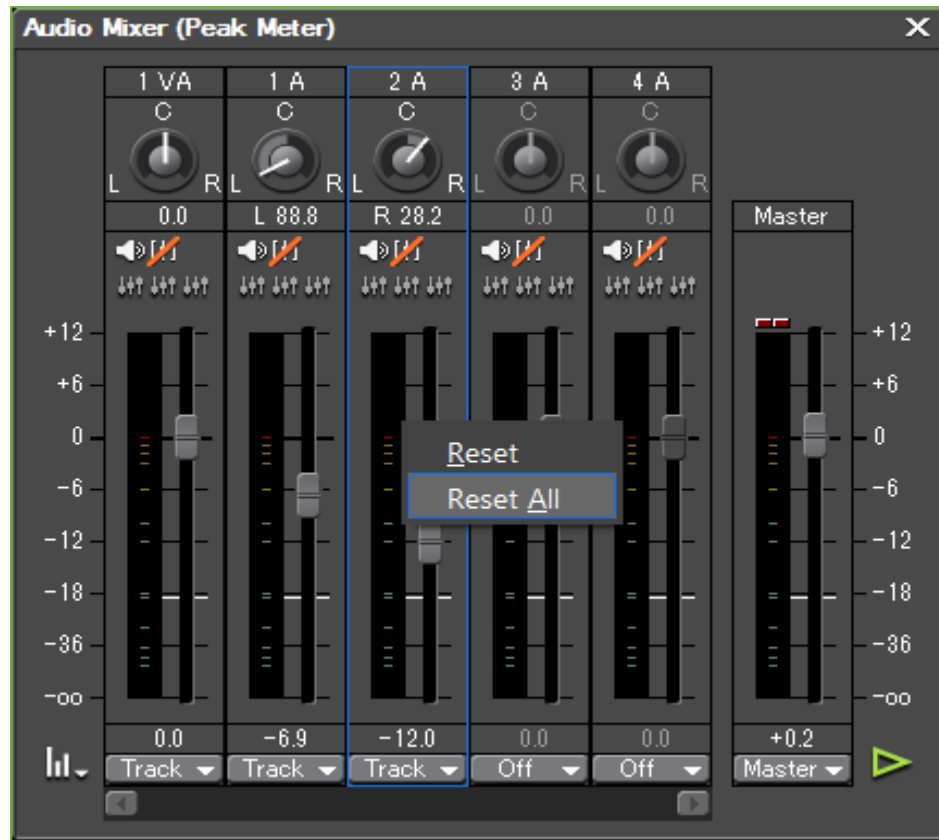 Audio Mixer (Peak Meter)
1 VA 1 A 2 A 3 A 4 A
C C C C C
L R L R L R L R L R
0.0 L 88.8 R 28.2 0.0 0.0 Master
+12 +12
+6 +6
0 0
Reset
-6 -6
Reset All
-12 -12
-18 -18
-36 -36
-oo -oo
0.0 -6.9 -12.0 0.0 0.0 +0.2
Track Track Track Off Off Master